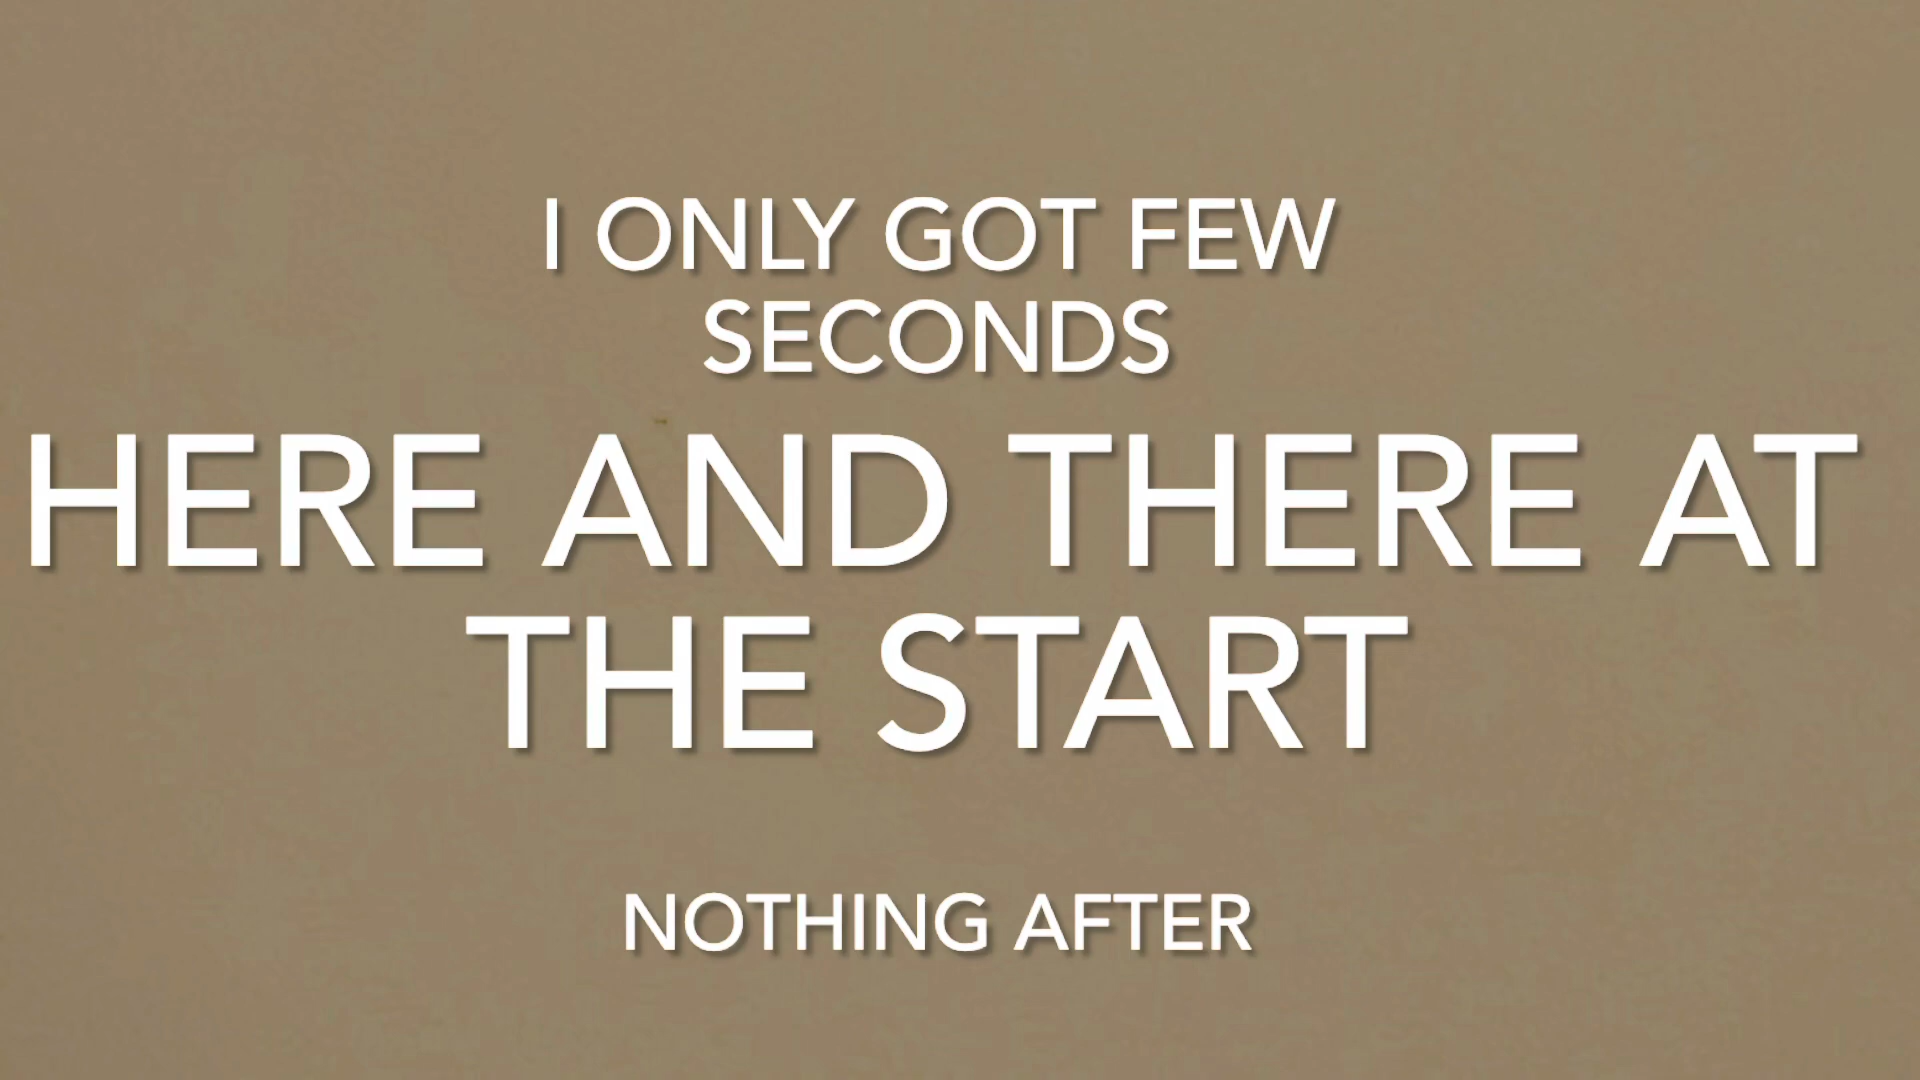 I ONLY GOT FEW
SECONDS
HERE AND THERE AT
THE START
NOTHING AFTER